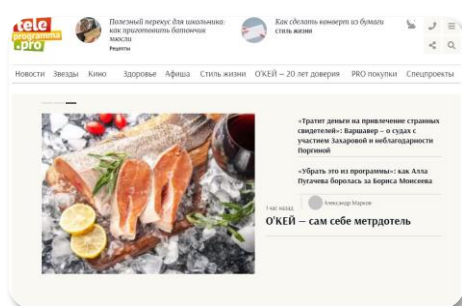 tele
programma
.pro
Полезный перекус для школьника:
как приготовить батончик
мюсли
Рецепты
Как сделать конверт из бумаги
стиль жизни
Новости Звезды Кино Здоровье Афиша Стиль жизни О'КЕЙ — 20 лет доверия PRO покупки Спецпроекты
«Тратит деньги на привлечение странных
свидетелей»: Варшавер – о судах с
участием Захаровой и неблагодарности
Поргиной
«Убрать это из программы»: как Алла
Пугачева боролась за Бориса Моисеева
1 час назад Александр Марков
О'КЕЙ — сам себе метрдотель